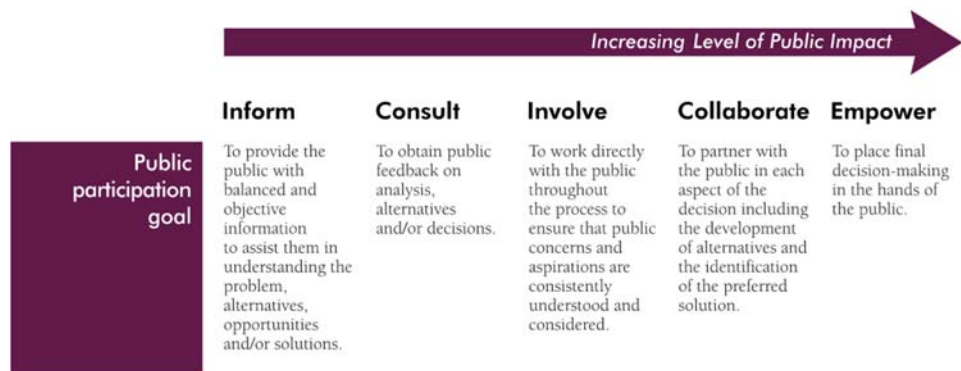 Increasing Level of Public Impact
Inform
Consult
Involve
Collaborate
Empower
Public
participation
goal
To provide the
public with
balanced and
objective
information
to assist them in
understanding the
problem,
alternatives,
opportunities
and/or solutions.
To obtain public
feedback on
analysis,
alternatives
and/or decisions.
To work directly
with the public
throughout
the process to
ensure that public
concerns and
aspirations are
consistently
understood and
considered.
To partner with
the public in each
aspect of the
decision including
the development
of alternatives and
the identification
of the preferred
solution.
To place final
decision-making
in the hands of
the public.